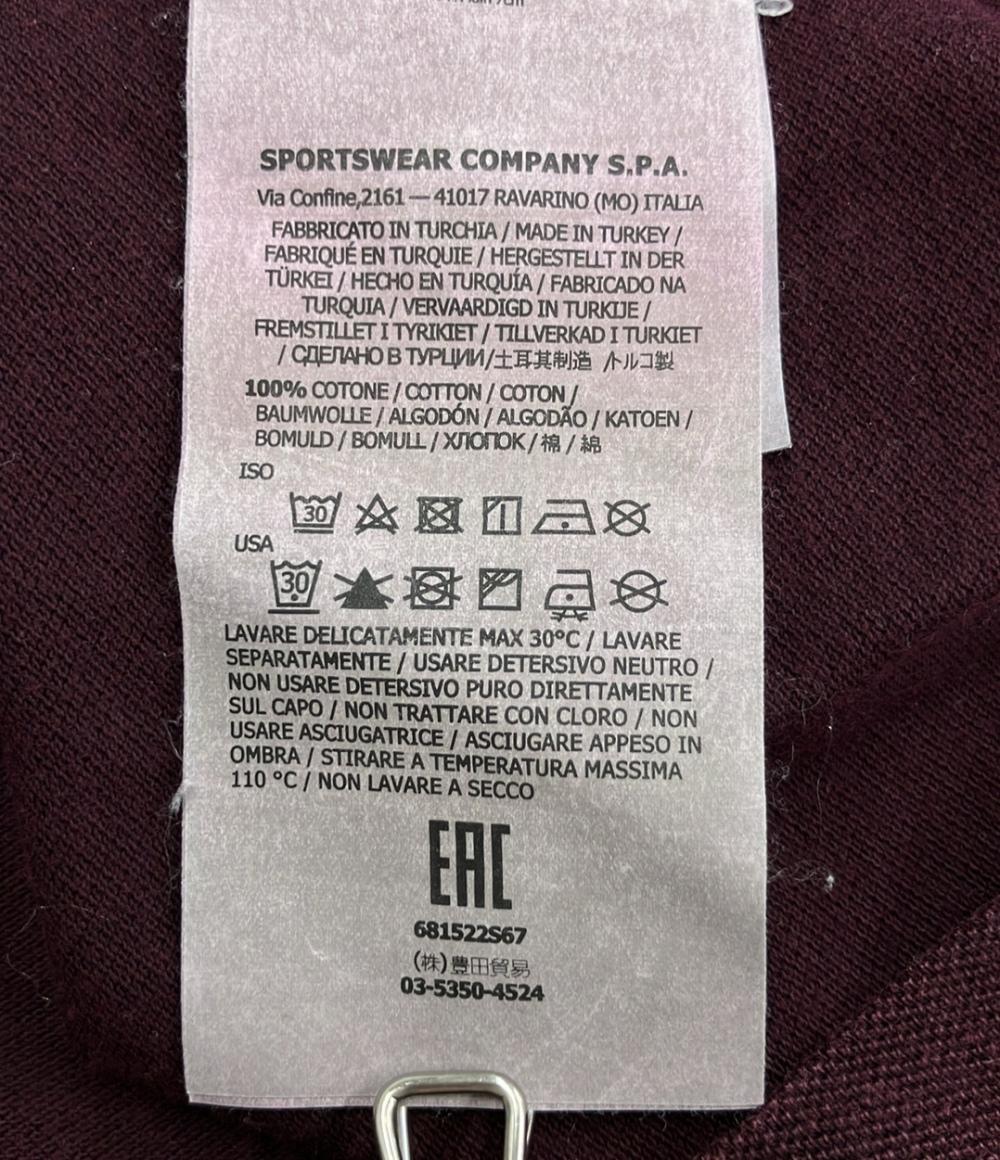 SPORTSWEAR COMPANY S.P.A.
Via Confine,2161 — 41017 RAVARINO (MO) ITALIA
FABBRICATO IN TURCHIA / MADE IN TURKEY /
FABRIQUÉ EN TURQUIE / HERGESTELLT IN DER
TÜRKEI / HECHO EN TURQUÍA / FABRICADO NA
TURQUIA / VERVAARDIGD IN TURKIJE /
FREMSTILLET I TYRIKIET / TILLVERKAD I TURKIET
/ СДЕЛАНО В ТУРЦИИ/土耳其制造 /トルコ製
100% COTONE / COTTON / COTON /
BAUMWOLLE / ALGODÓN / ALGODÃO / KATOEN /
BOMULD / BOMULL / ХЛОПОК / 棉 / 綿
ISO
30
USA
30
LAVARE DELICATAMENTE MAX 30°C / LAVARE
SEPARATAMENTE / USARE DETERSIVO NEUTRO /
NON USARE DETERSIVO PURO DIRETTAMENTE
SUL CAPO / NON TRATTARE CON CLORO / NON
USARE ASCIUGATRICE / ASCIUGARE APPESO IN
OMBRA / STIRARE A TEMPERATURA MASSIMA
110 °C / NON LAVARE A SECCO
EAC
681522S67
(株)豊田貿易
03-5350-4524